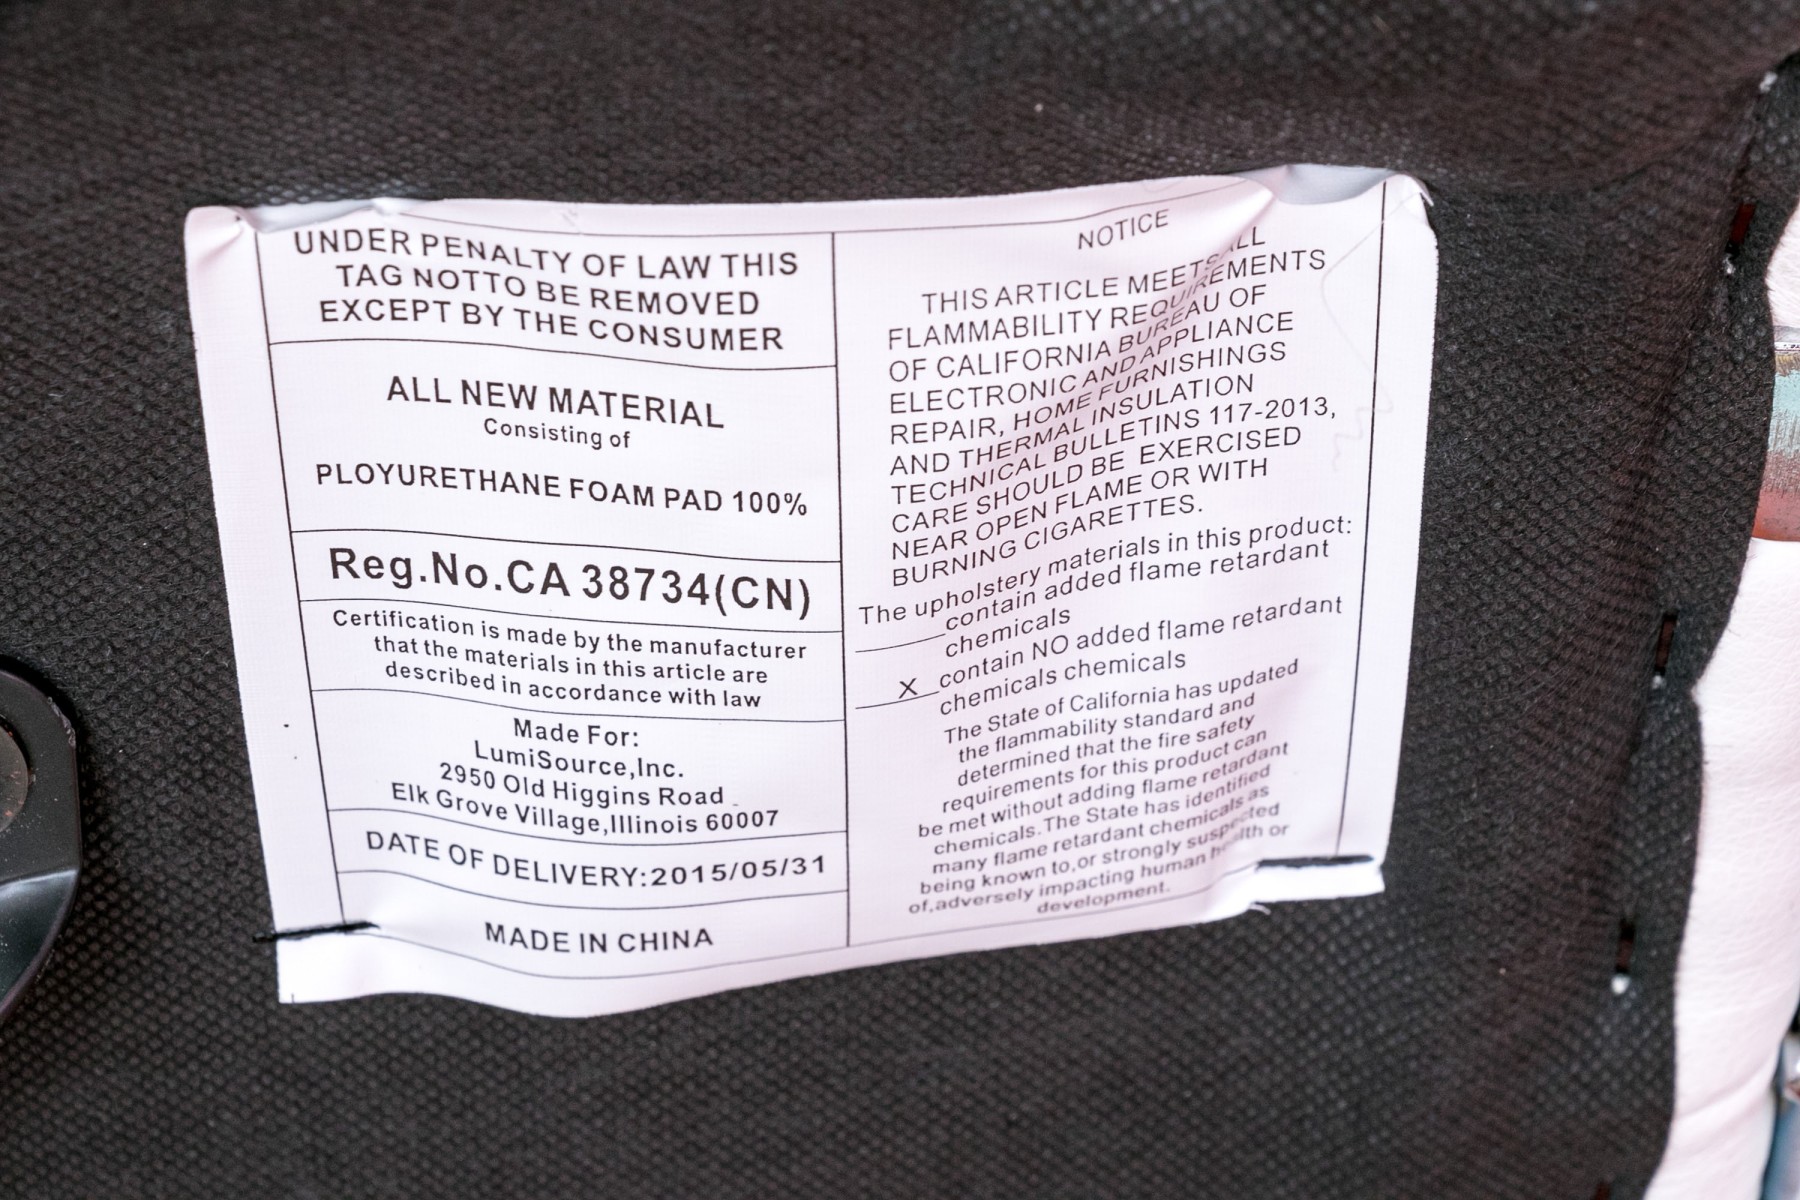 UNDER PENALTY OF LAW THIS
TAG NOTTO BE REMOVED
EXCEPT BY THE CONSUMER
ALL NEW MATERIAL
Consisting of
PLOYURETHANE FOAM PAD 100%
Reg.No.CA 38734(CN)
Certification is made by the manufacturer
that the materials in this article are
described in accordance with law
Made For:
LumiSource,Inc.
2950 Old Higgins Road
Elk Grove Village,Illinois 60007
DATE OF DELIVERY:2015/05/31
MADE IN CHINA
NOTICE
THIS ARTICLE MEETS ALL
FLAMMABILITY REQUIREMENTS
OF CALIFORNIA BUREAU OF
ELECTRONIC AND APPLIANCE
REPAIR, HOME FURNISHINGS
AND THERMAL INSULATION
TECHNICAL BULLETINS 117-2013,
CARE SHOULD BE EXERCISED
NEAR OPEN FLAME OR WITH
BURNING CIGARETTES.
The upholstery materials in this product:
contain added flame retardant
chemicals
X contain NO added flame retardant
chemicals chemicals
The State of California has updated
the flammability standard and
determined that the fire safety
requirements for this product can
be met without adding flame retardant
chemicals.The State has identified
many flame retardant chemicals as
being known to,or strongly suspected
of,adversely impacting human health or
development.